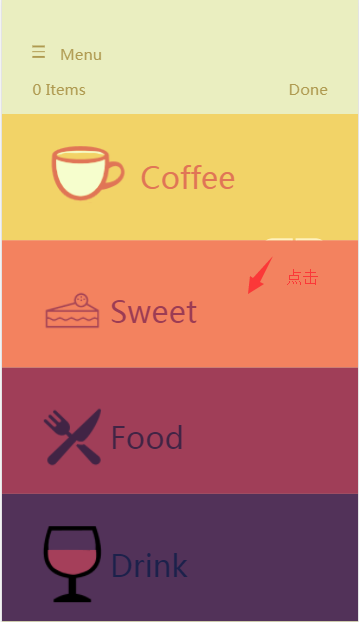 Menu
0 Items
Done
Coffee
点击
Sweet
Food
Drink